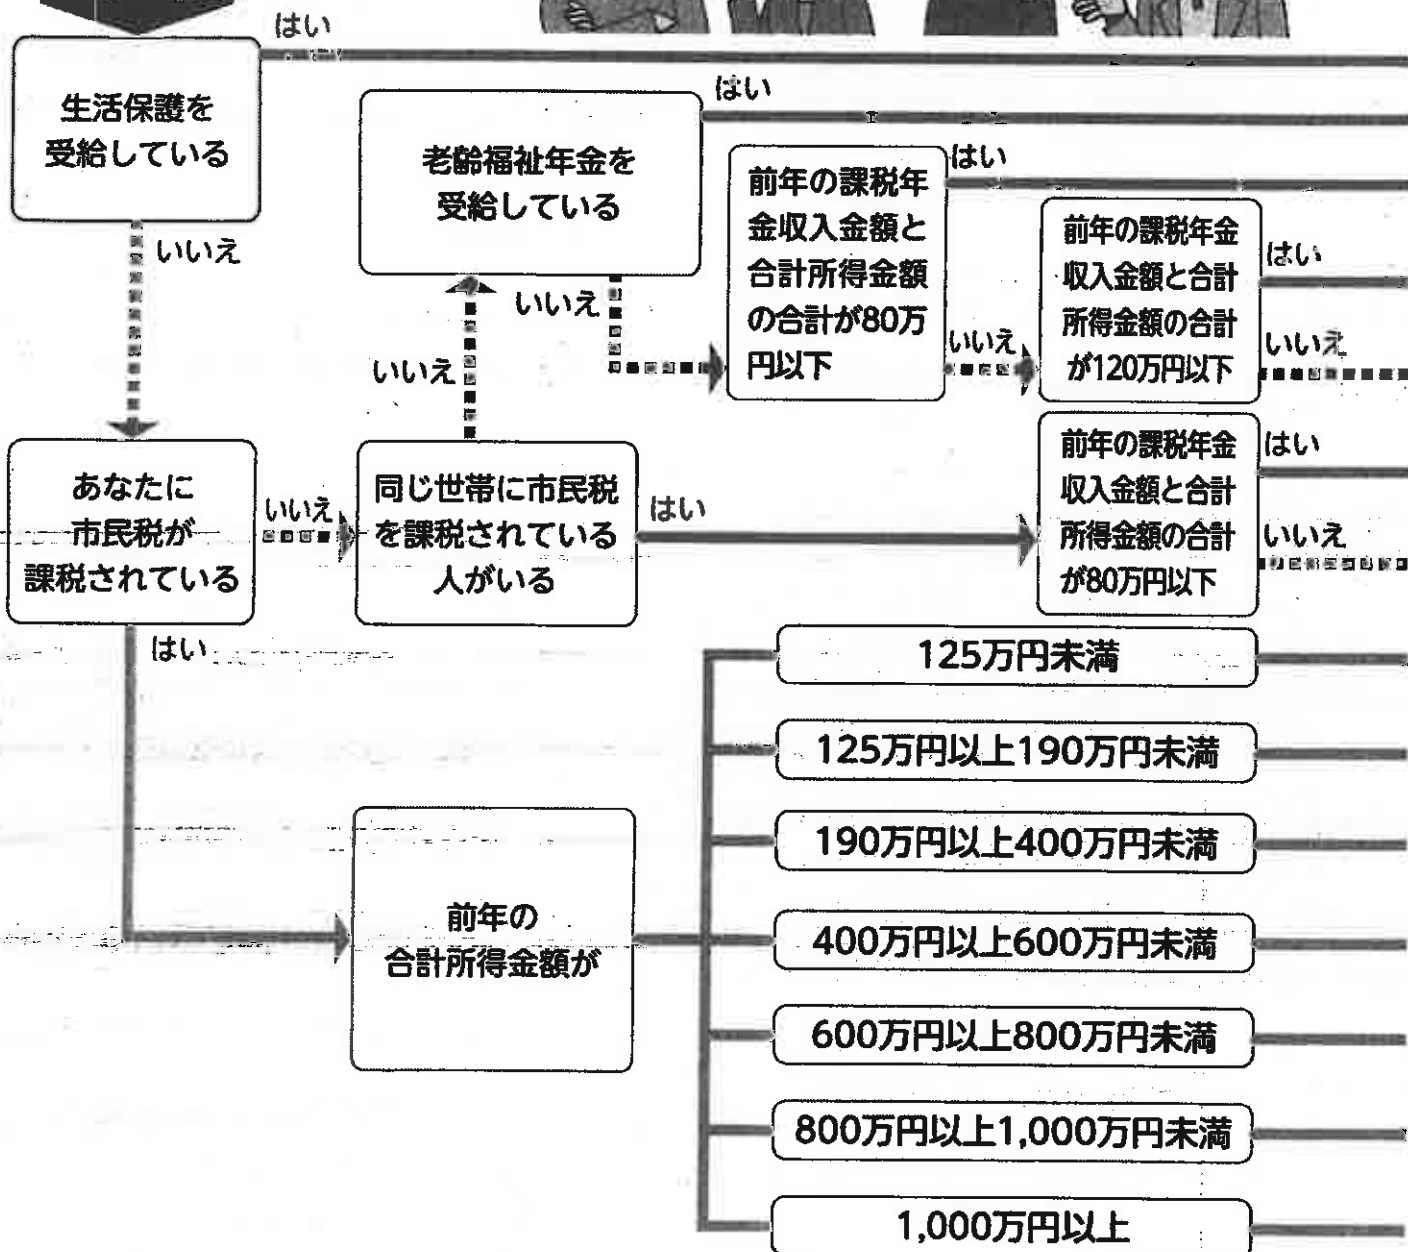 はい
生活保護を
受給している
いいえ
はい
老齢福祉年金を
受給している
いいえ
いいえ
はい
前年の課税年
金収入金額と
合計所得金額
の合計が80万
円以下
いいえ
はい
前年の課税年金
収入金額と合計
所得金額の合計
が120万円以下
いいえ
あなたに
市民税が
課税されている
いいえ
はい
同じ世帯に市民税
を課税されている
人がいる
はい
前年の課税年金
収入金額と合計
所得金額の合計
が80万円以下
はい
いいえ
前年の
合計所得金額が
125万円未満
125万円以上190万円未満
190万円以上400万円未満
400万円以上600万円未満
600万円以上800万円未満
800万円以上1,000万円未満
1,000万円以上